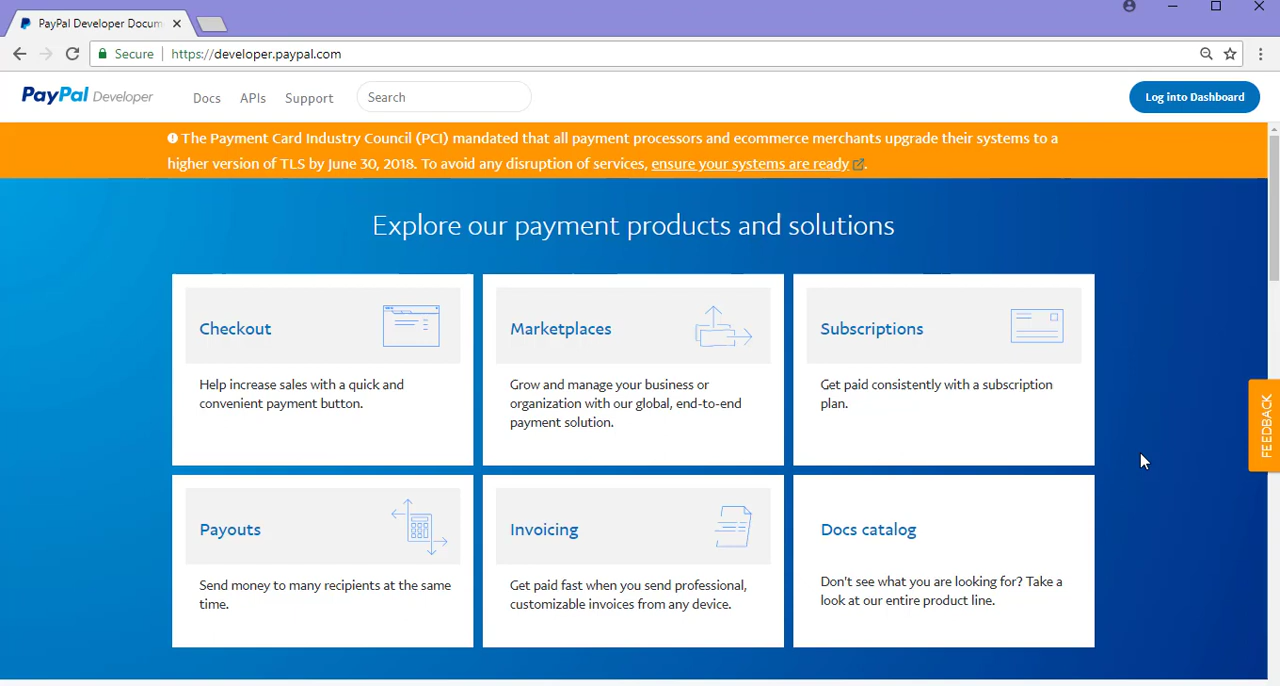 PayPal Developer Docum
Secure
https://developer.paypal.com
PayPal Developer
Docs
APIs
Support
Search
Log into Dashboard
The Payment Card Industry Council (PCI) mandated that all payment processors and ecommerce merchants upgrade their systems to a
higher version of TLS by June 30, 2018. To avoid any disruption of services, ensure your systems are ready.
Explore our payment products and solutions
Checkout
Help increase sales with a quick and
convenient payment button.
Marketplaces
Grow and manage your business or
organization with our global, end-to-end
payment solution.
Subscriptions
Get paid consistently with a subscription
plan.
FEEDBACK
Payouts
Send money to many recipients at the same
time.
Invoicing
Get paid fast when you send professional,
customizable invoices from any device.
Docs catalog
Don't see what you are looking for? Take a
look at our entire product line.